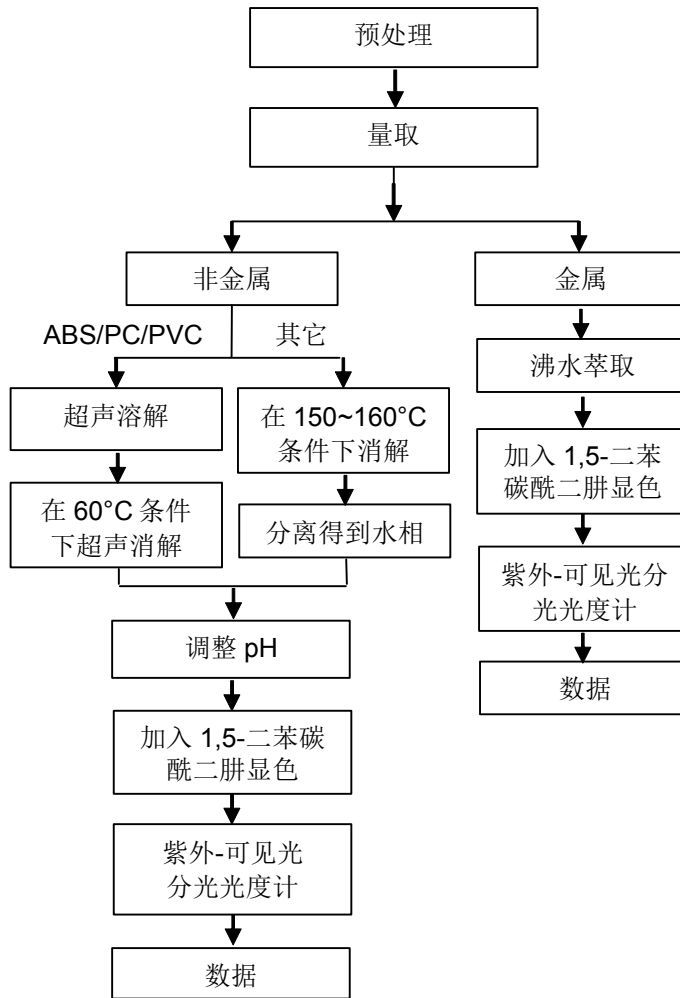 预处理
量取
非金属
金属
ABS/PC/PVC
其它
沸水萃取
超声溶解
在 150~160°C
条件下消解
加入 1,5-二苯
碳酰二肼显色
在 60°C 条件
下超声消解
分离得到水相
紫外-可见光分
光光度计
调整 pH
数据
加入 1,5-二苯碳
酰二肼显色
紫外-可见光
分光光度计
数据